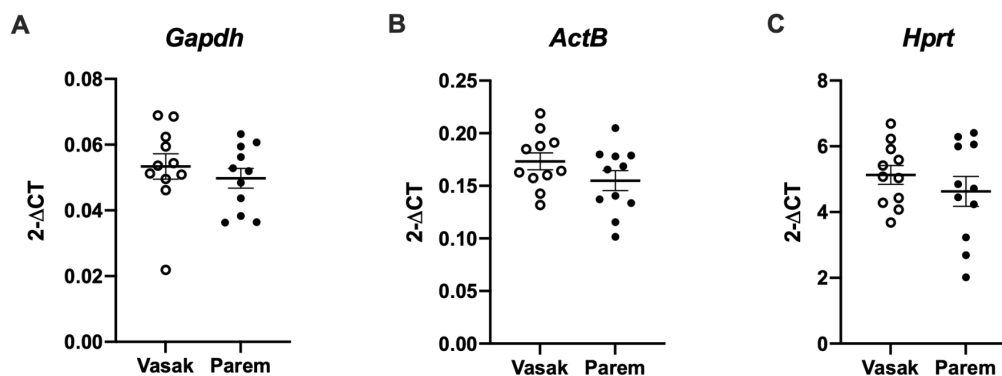 A
Gapdh
2-ΔCT
0.08
0.06
0.04
0.02
0.00
Vasak Parem
B
ActB
2-ΔCT
0.25
0.20
0.15
0.10
0.05
0.00
Vasak Parem
C
Hprt
2-ΔCT
8
6
4
2
0
Vasak Parem